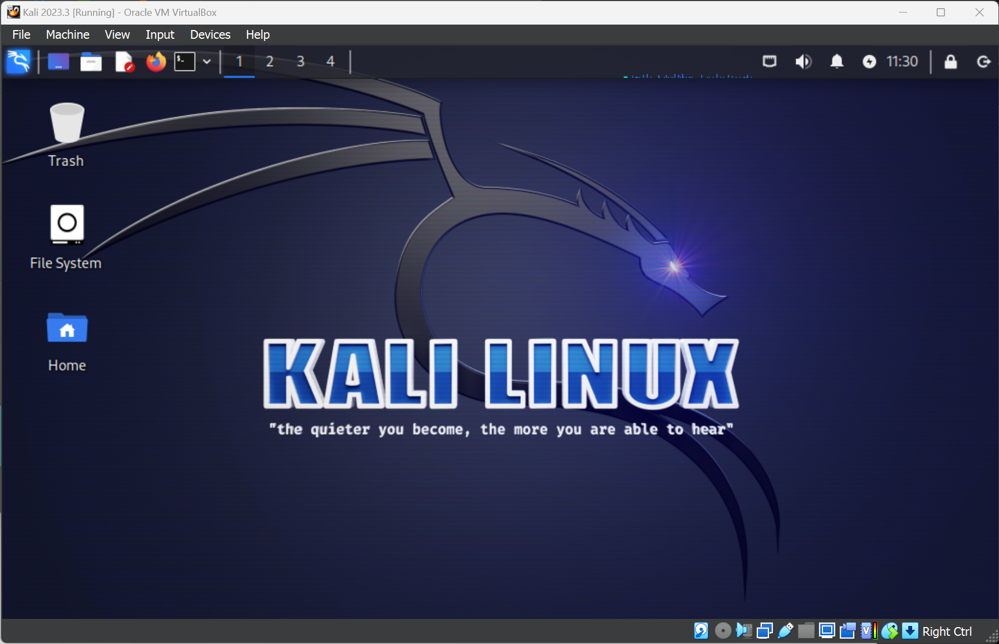 Kali 2023.3 [Running] - Oracle VM VirtualBox
File Machine View Input Devices Help
$_ 1 2 3 4 11:30
Trash
File System
Home
KALI LINUX
"the quieter you become, the more you are able to hear"
V Right Ctrl